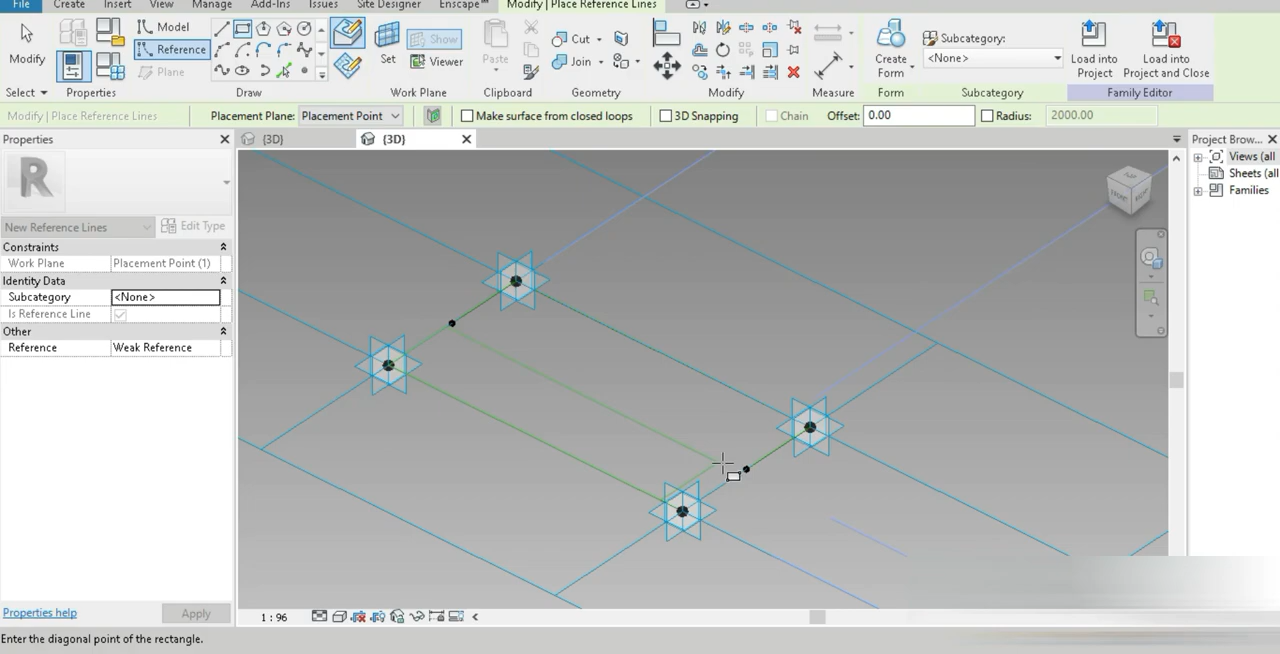 File Create Insert View Manage Add-Ins Issues Site Designer Enscape™ Modify | Place Reference Lines
Modify
Model
Reference
Plane
Set
Show
Viewer
Paste
Cut
Join
Create
Form
Subcategory:
<None>
Load into
Project
Load into
Project and Close
Select Properties Draw Work Plane Clipboard Geometry Modify Measure Form Subcategory Family Editor
Modify | Place Reference Lines Placement Plane: Placement Point Make surface from closed loops 3D Snapping Chain Offset: 0.00 Radius: 2000.00
Properties
{3D}
{3D}
Project Brow...
R
New Reference Lines
Edit Type
Constraints
Work Plane Placement Point (1)
Identity Data
Subcategory <None>
Is Reference Line
Other
Reference Weak Reference
Views (all
Sheets (all
Families
Properties help
Apply
1 : 96
Enter the diagonal point of the rectangle.